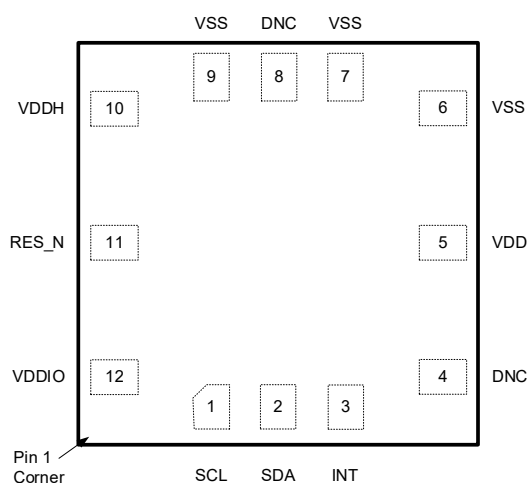 VSS DNC VSS
9 8 7
VDDH 10 6 VSS
RES_N 11 5 VDD
VDDIO 12 4 DNC
1 2 3
Pin 1
Corner
SCL SDA INT